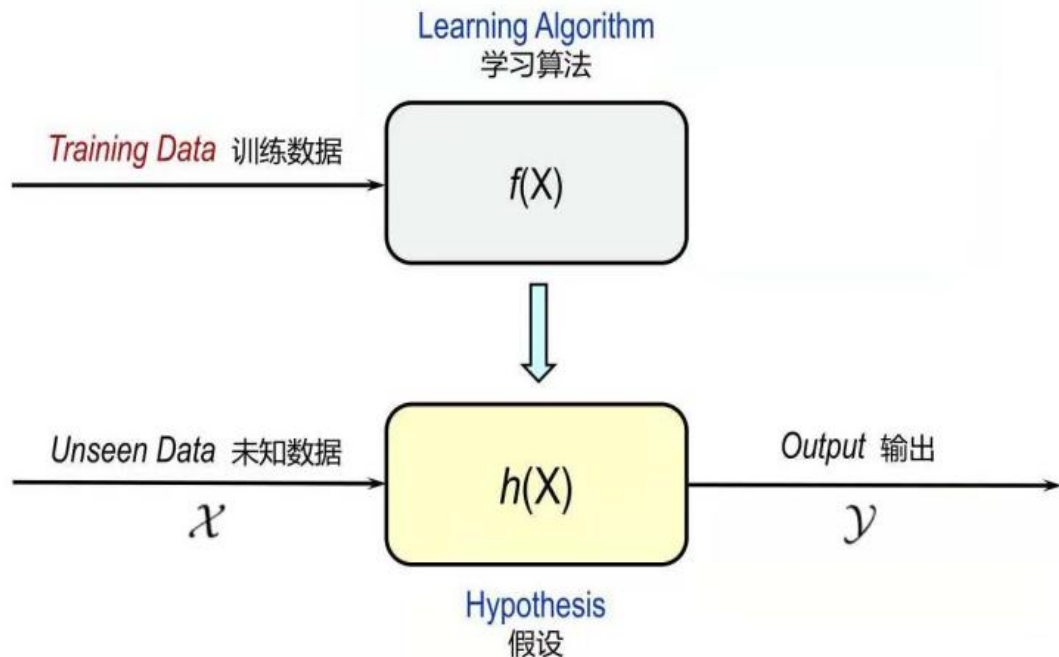 Learning Algorithm
学习算法
Training Data 训练数据
f(X)
Unseen Data 未知数据
Output 输出
h(X)
𝒳
𝒴
Hypothesis
假设